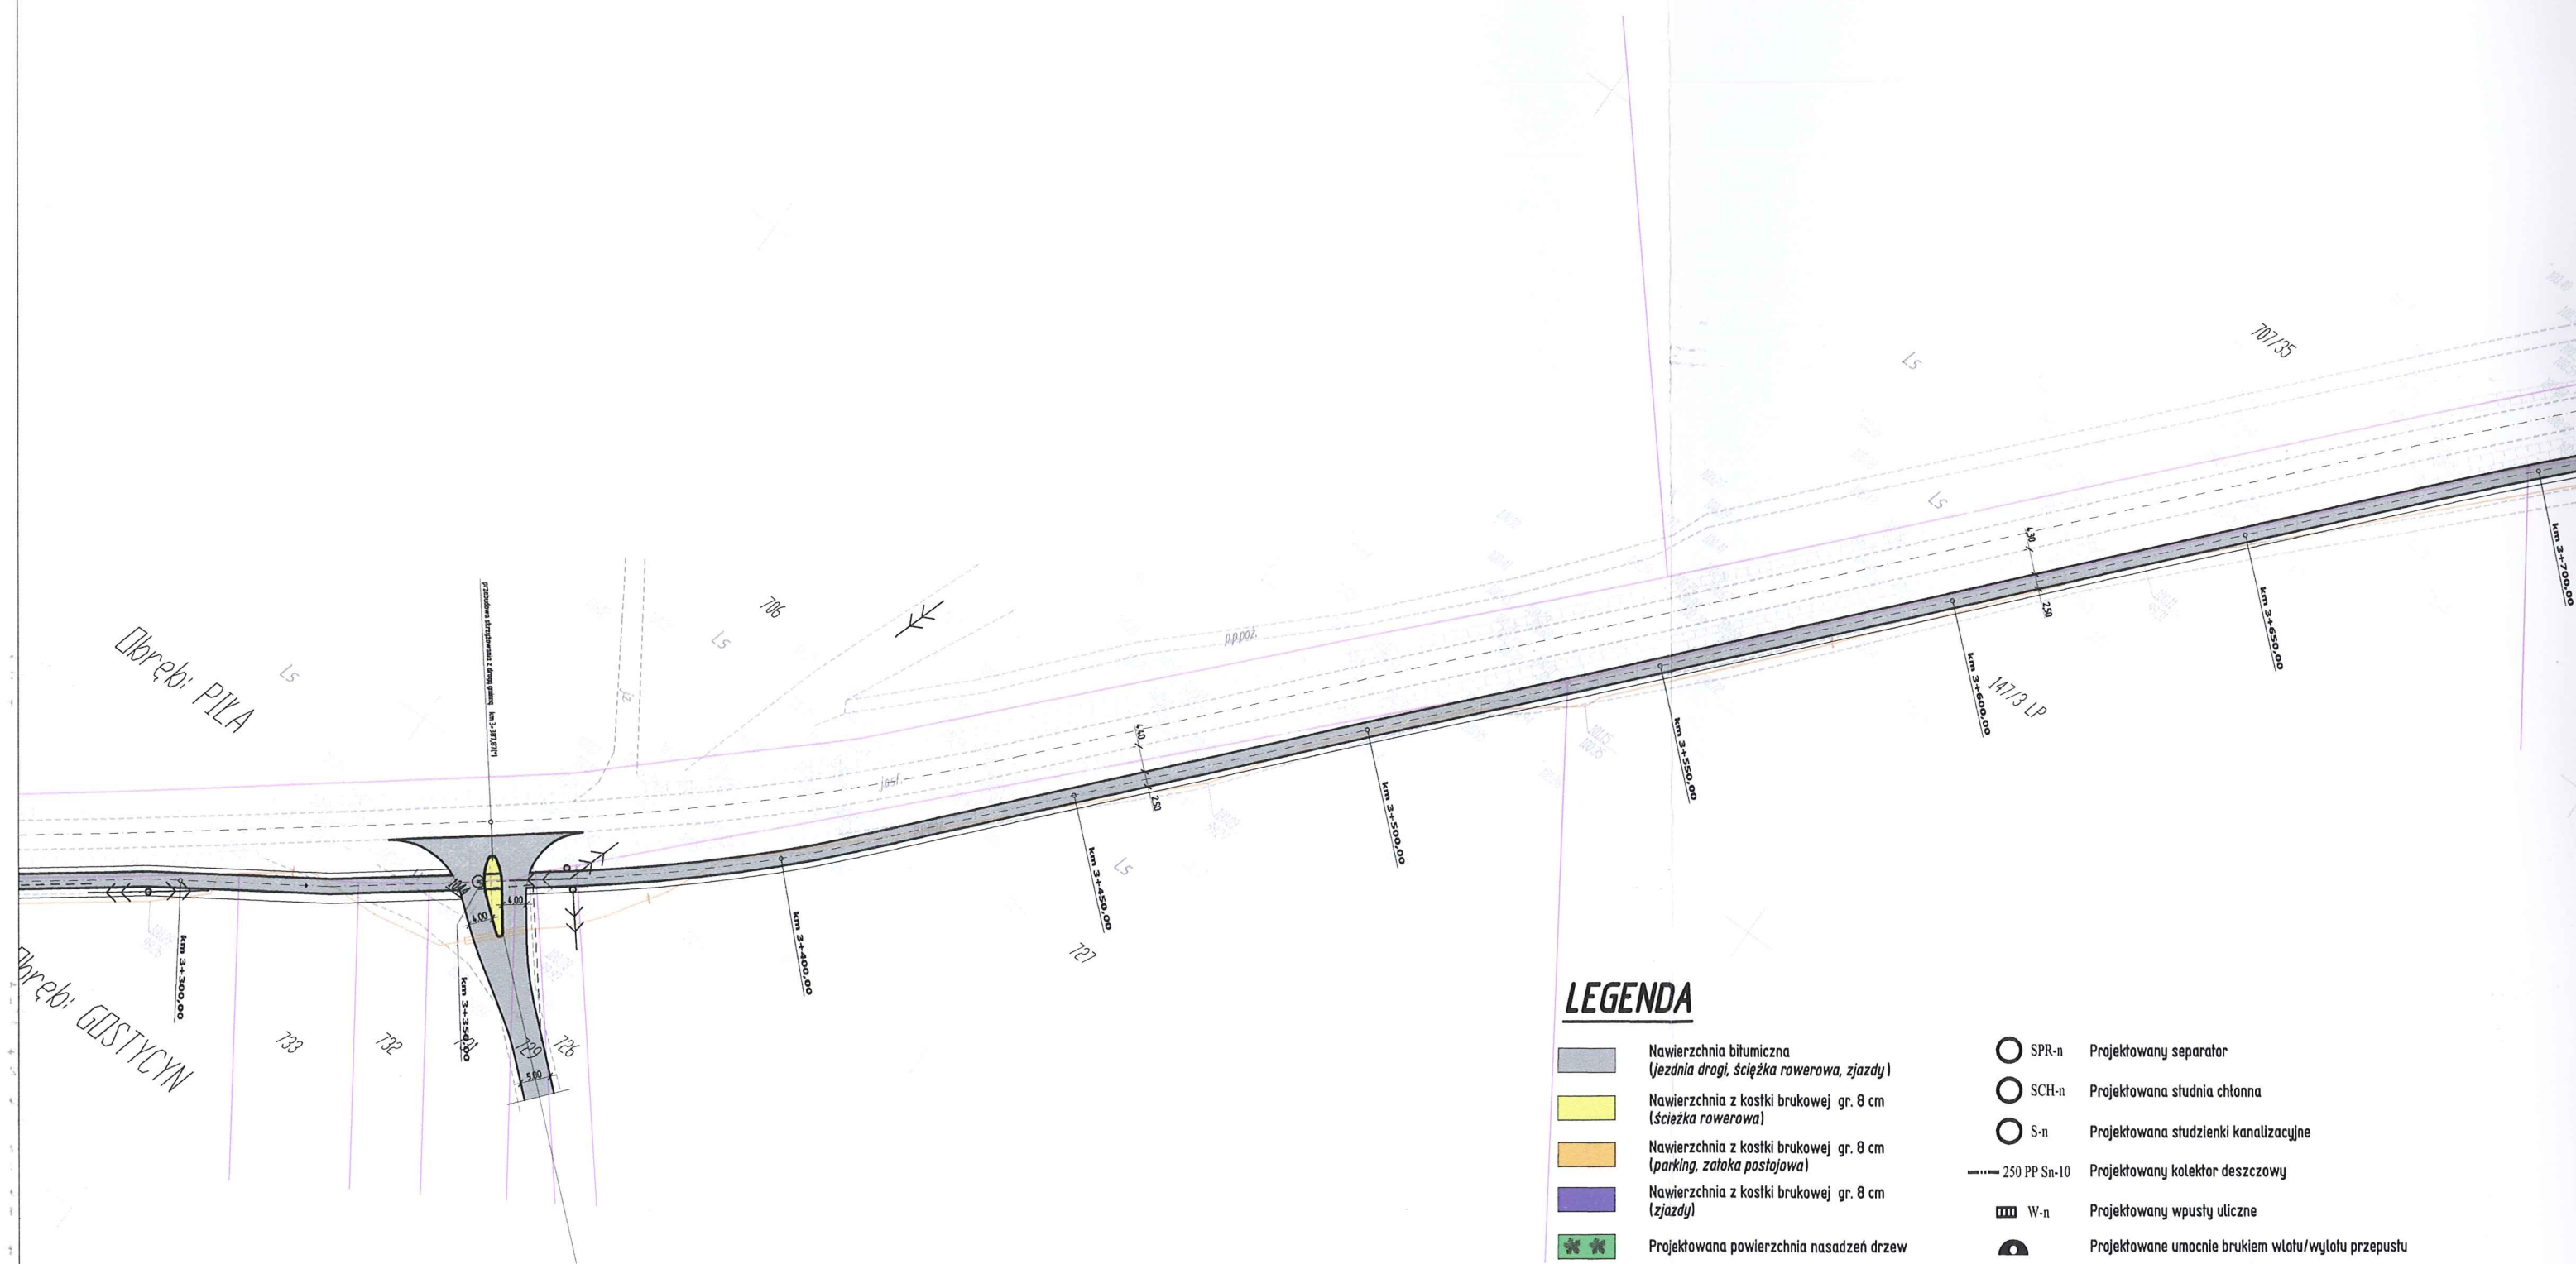 707/35
Ls
Ls
4,30
2,50
km 3+700,00
km 3+650,00
147/3 LP
km 3+600,00
km 3+550,00
p.ppoż.
706
Ls
Obręb: PIŁA
Ls
4,40
2,50
km 3+500,00
km 3+450,00
Ls
727
km 3+400,00
4.00
4.00
km 3+300,00
km 3+350,00
Obręb: GOSTYCYN
733
732
729
726
5.00
LEGENDA
Nawierzchnia bitumiczna
(jezdnia drogi, ścięzka rowerowa, zjazdy)
Nawierzchnia z kostki brukowej gr. 8 cm
(ścieżka rowerowa)
Nawierzchnia z kostki brukowej gr. 8 cm
(parking, zatoka postojowa)
Nawierzchnia z kostki brukowej gr. 8 cm
(zjazdy)
Projektowana powierzchnia nasadzeń drzew
SPR-n Projektowany separator
SCH-n Projektowana studnia chłonna
S-n Projektowana studzienki kanalizacyjne
250 PP Sn-10 Projektowany kolektor deszczowy
W-n Projektowany wpusty uliczne
Projektowane umocnie brukiem wlotu/wylotu przepustu